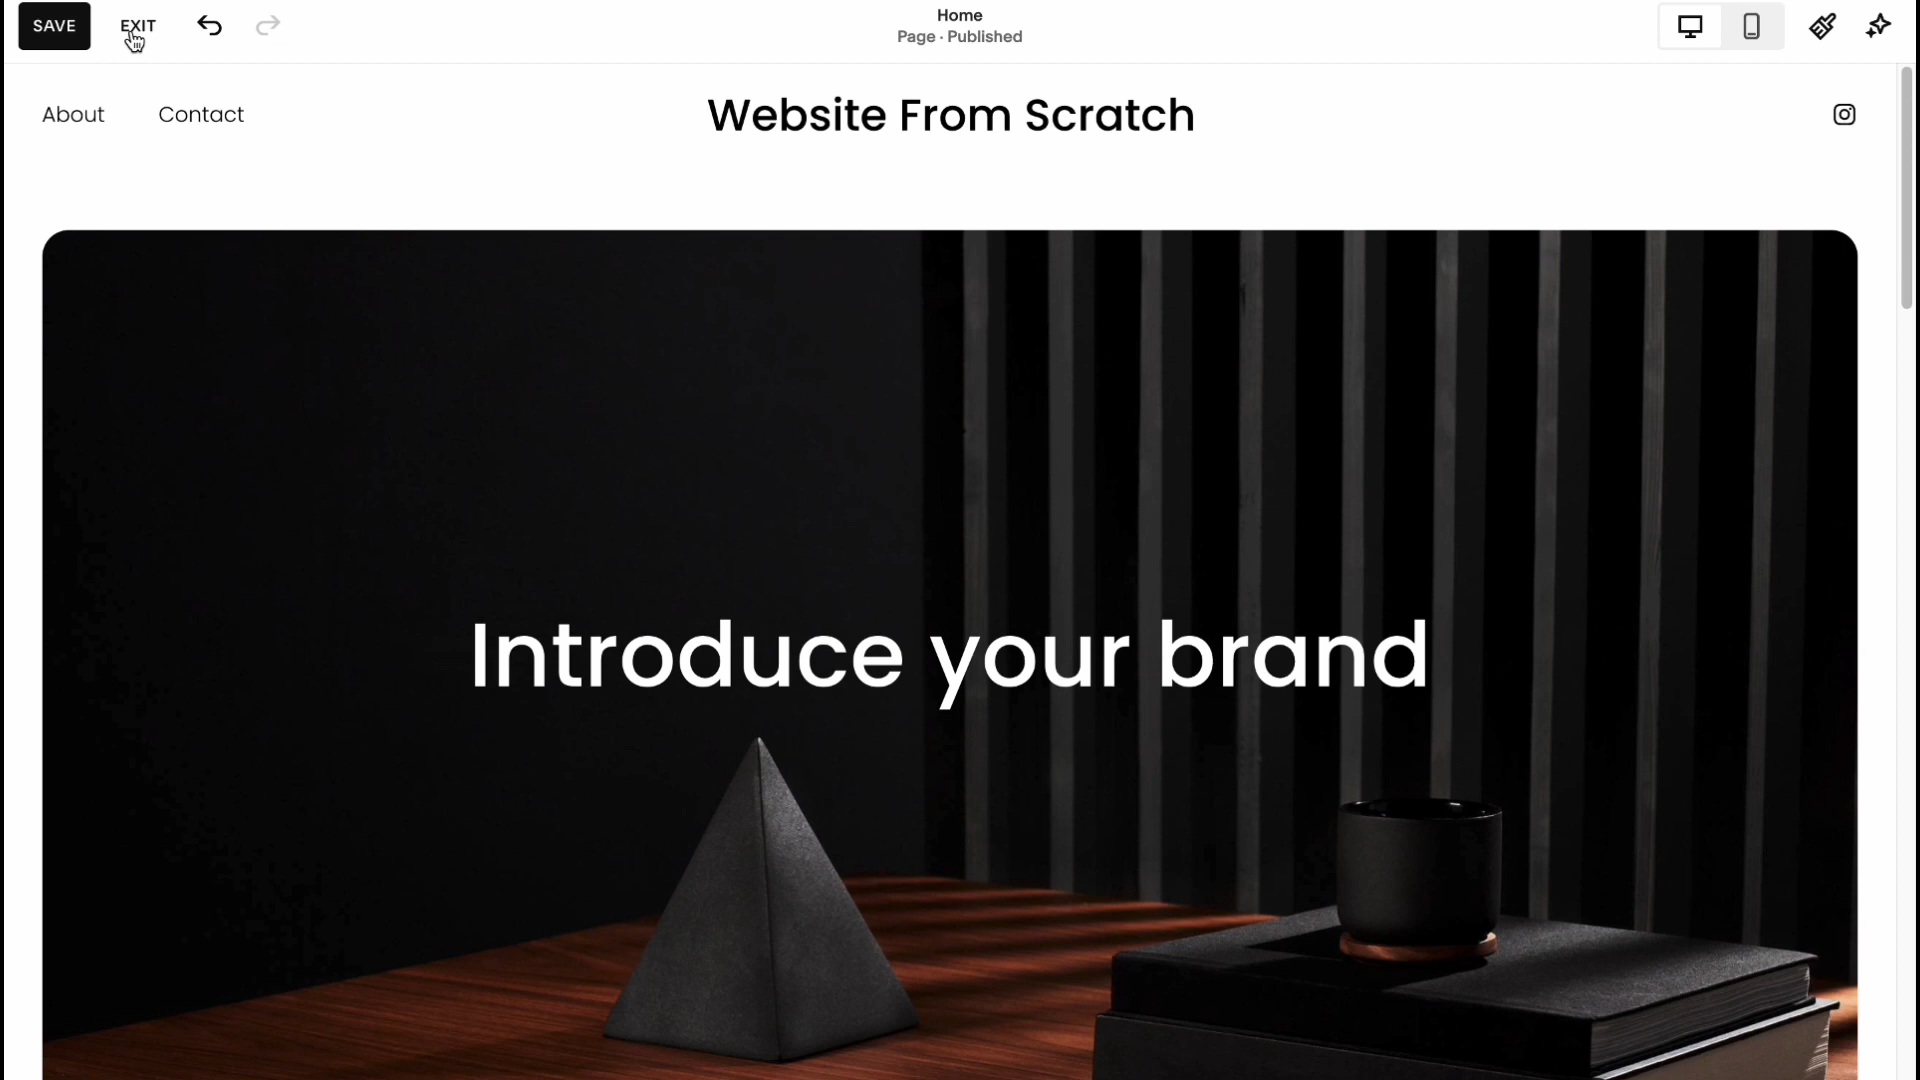 SAVE
EXIT
Home
Page · Published
About
Contact
Website From Scratch
Introduce your brand